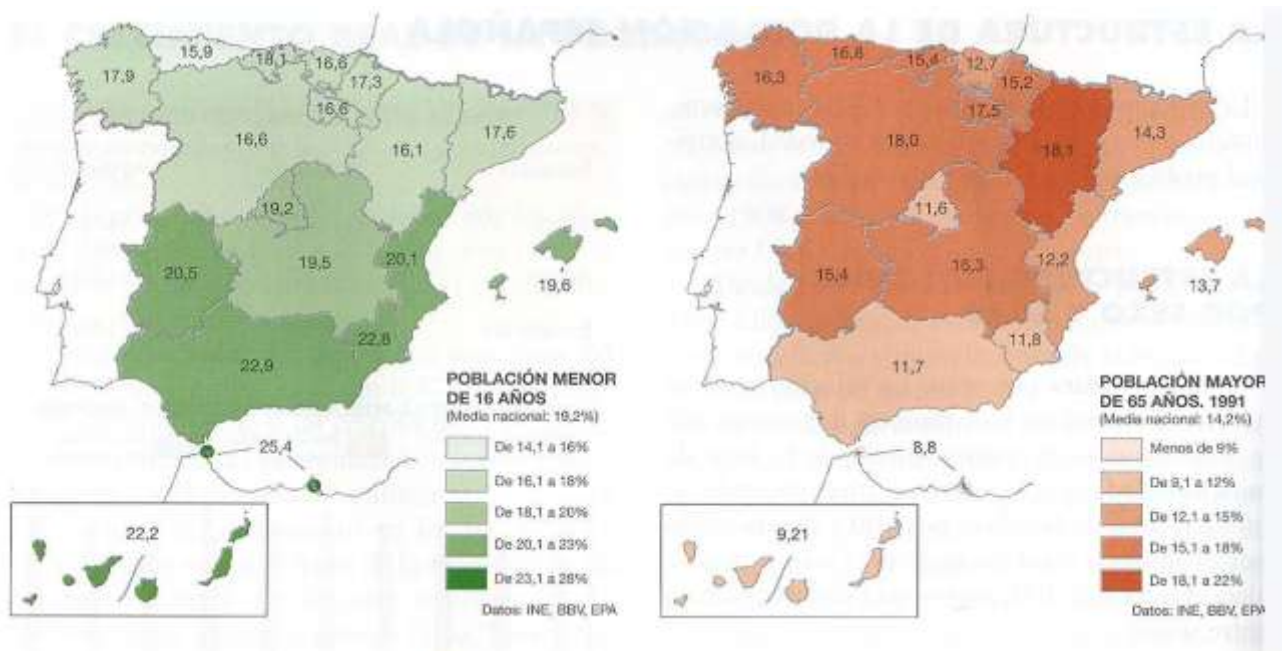 15,9
18,1
16,6
17,9
17,3
16,6
17,6
16,6
16,1
19,2
20,5
19,5
20,1
19,6
22,8
22,9
25,4
22,2
POBLACIÓN MENOR
DE 16 AÑOS
(Media nacional: 19,2%)
De 14,1 a 16%
De 16,1 a 18%
De 18,1 a 20%
De 20,1 a 23%
De 23,1 a 26%
Datos: INE, BBV, EPA
16,8
15,4
12,7
16,3
15,2
17,5
14,3
18,0
18,1
11,6
15,4
16,3
12,2
13,7
11,8
11,7
8,8
9,21
POBLACIÓN MAYOR
DE 65 AÑOS. 1991
(Media nacional: 14,2%)
Menos de 9%
De 9,1 a 12%
De 12,1 a 15%
De 15,1 a 18%
De 18,1 a 22%
Datos: INE, BBV, EPA